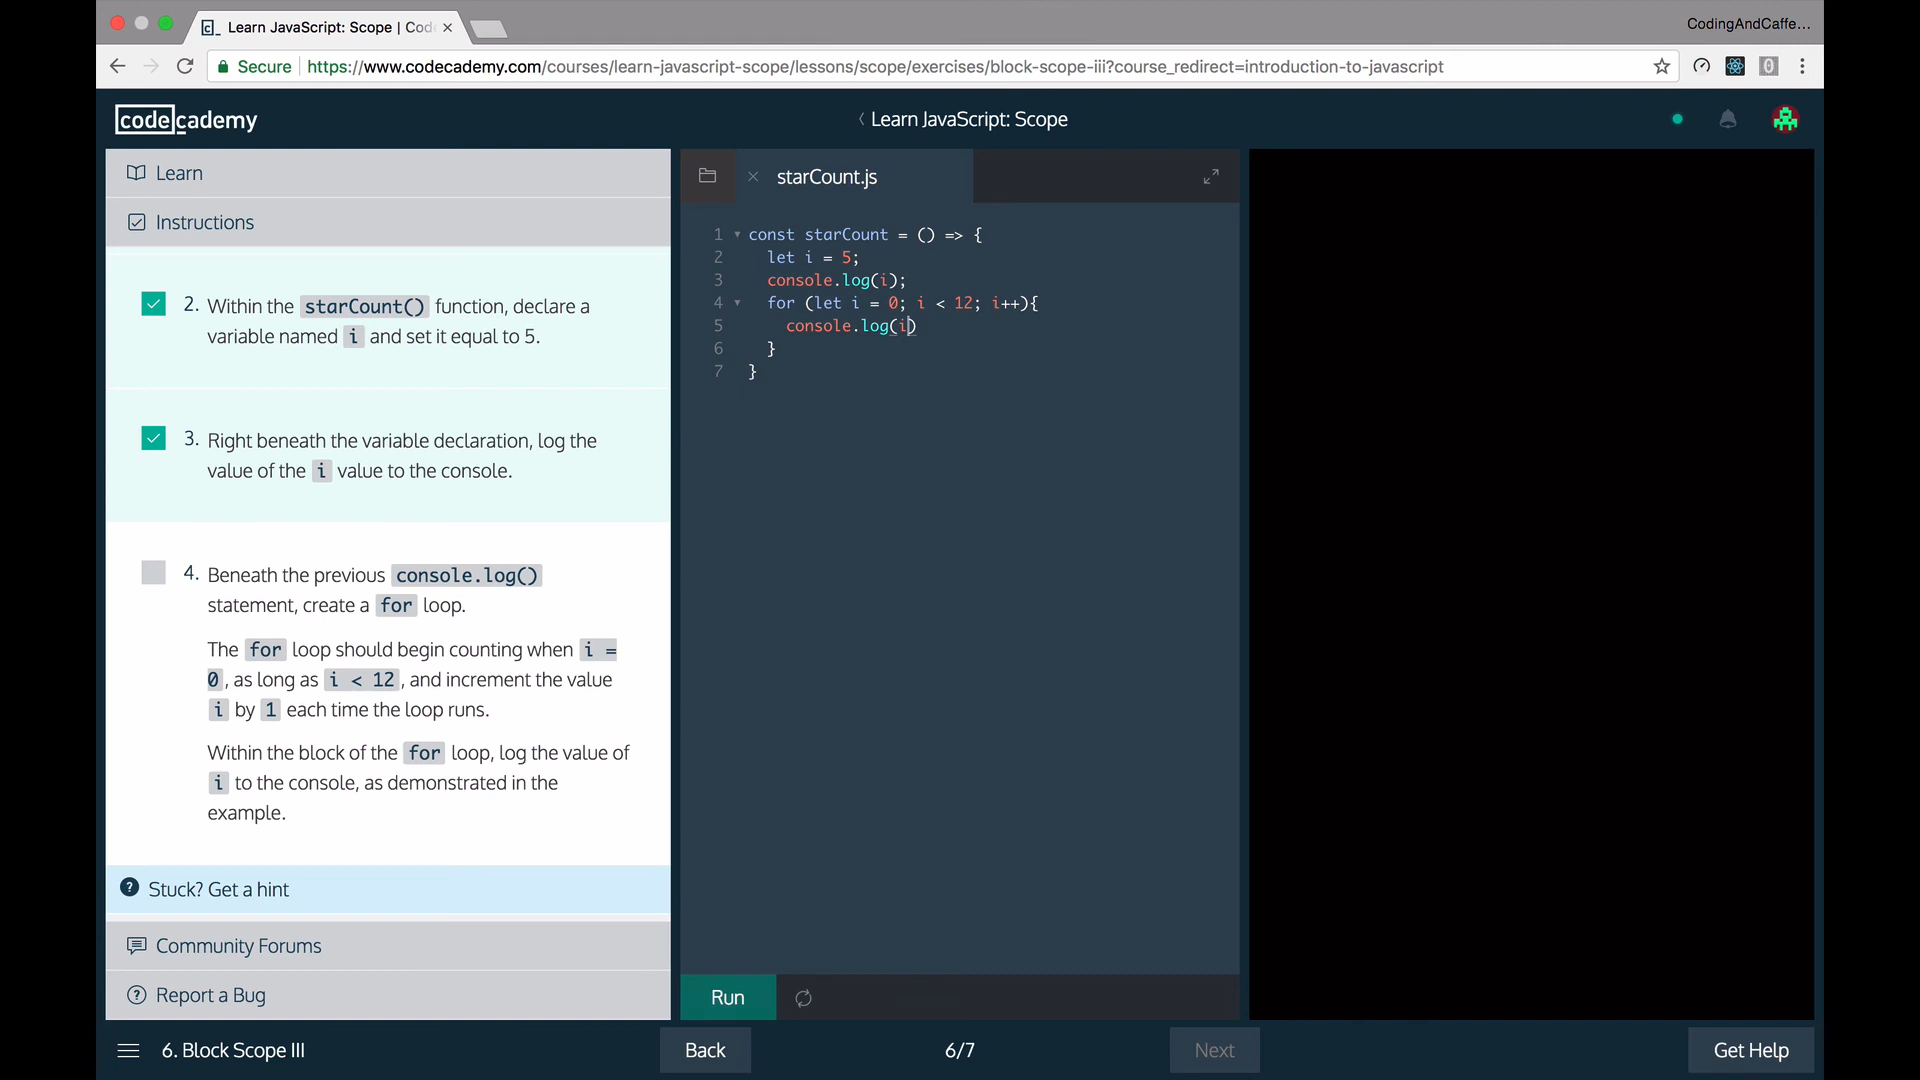 Learn JavaScript: Scope | Cod
CodingAndCaffe...
Secure
https://www.codecademy.com/courses/learn-javascript-scope/lessons/scope/exercises/block-scope-iii?course_redirect=introduction-to-javascript
codecademy
Learn JavaScript: Scope
Learn
Instructions
2. Within the starCount() function, declare a
variable named i and set it equal to 5.
3. Right beneath the variable declaration, log the
value of the i value to the console.
4. Beneath the previous console.log()
statement, create a for loop.
The for loop should begin counting when i =
0, as long as i < 12, and increment the value
i by 1 each time the loop runs.
Within the block of the for loop, log the value of
i to the console, as demonstrated in the
example.
Stuck? Get a hint
Community Forums
Report a Bug
starCount.js
1 const starCount = () => {
2 let i = 5;
3 console.log(i);
4 for (let i = 0; i < 12; i++){
5 console.log(i)
6 }
7 }
Run
6. Block Scope III
Back
6/7
Next
Get Help